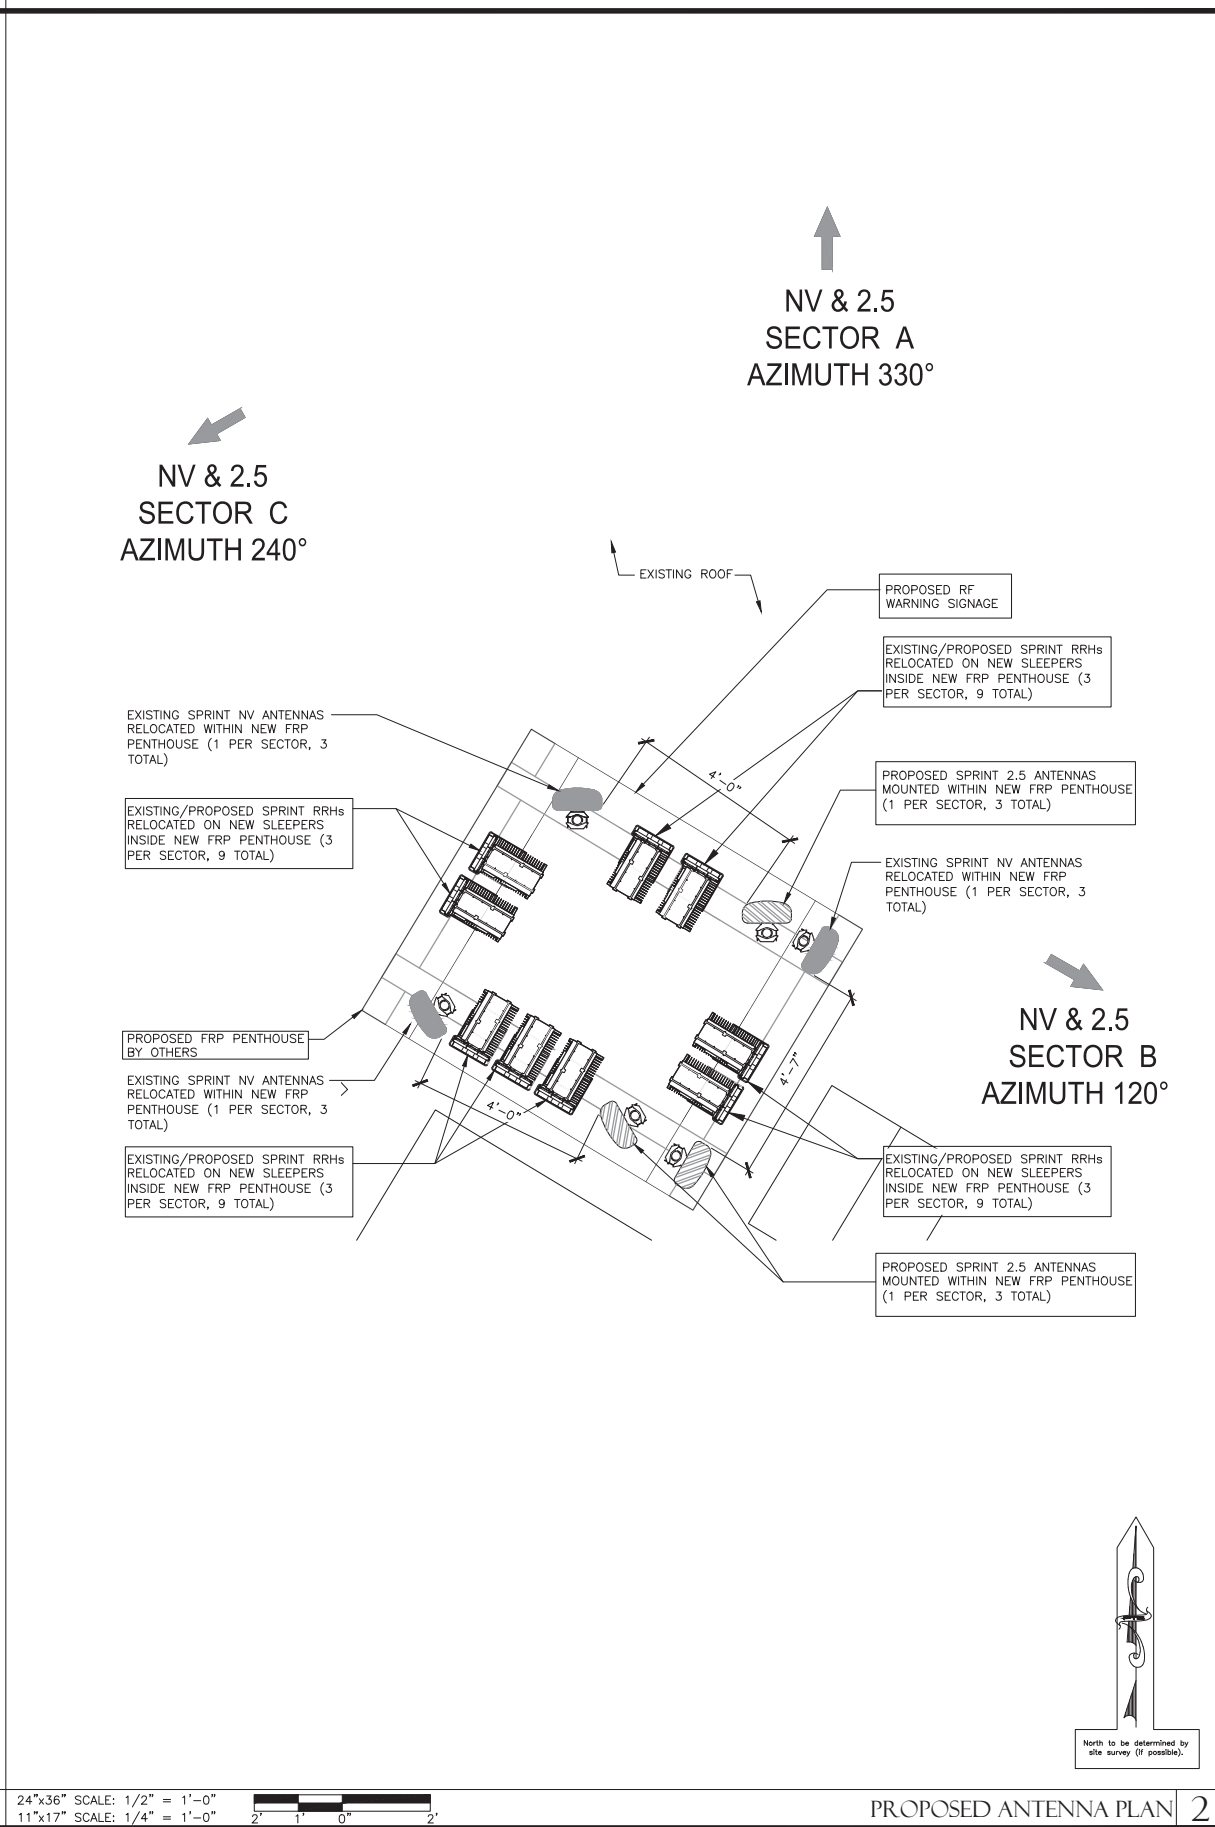 NV & 2.5
SECTOR A
AZIMUTH 330°
NV & 2.5
SECTOR C
AZIMUTH 240°
EXISTING ROOF
PROPOSED RF
WARNING SIGNAGE
EXISTING/PROPOSED SPRINT RRHs
RELOCATED ON NEW SLEEPERS
INSIDE NEW FRP PENTHOUSE (3
PER SECTOR, 9 TOTAL)
EXISTING SPRINT NV ANTENNAS
RELOCATED WITHIN NEW FRP
PENTHOUSE (1 PER SECTOR, 3
TOTAL)
4'-0"
PROPOSED SPRINT 2.5 ANTENNAS
MOUNTED WITHIN NEW FRP PENTHOUSE
(1 PER SECTOR, 3 TOTAL)
EXISTING/PROPOSED SPRINT RRHs
RELOCATED ON NEW SLEEPERS
INSIDE NEW FRP PENTHOUSE (3
PER SECTOR, 9 TOTAL)
EXISTING SPRINT NV ANTENNAS
RELOCATED WITHIN NEW FRP
PENTHOUSE (1 PER SECTOR, 3
TOTAL)
NV & 2.5
SECTOR B
AZIMUTH 120°
PROPOSED FRP PENTHOUSE
BY OTHERS
4'-7"
EXISTING SPRINT NV ANTENNAS
RELOCATED WITHIN NEW FRP
PENTHOUSE (1 PER SECTOR, 3
TOTAL)
4'-0"
EXISTING/PROPOSED SPRINT RRHs
RELOCATED ON NEW SLEEPERS
INSIDE NEW FRP PENTHOUSE (3
PER SECTOR, 9 TOTAL)
EXISTING/PROPOSED SPRINT RRHs
RELOCATED ON NEW SLEEPERS
INSIDE NEW FRP PENTHOUSE (3
PER SECTOR, 9 TOTAL)
PROPOSED SPRINT 2.5 ANTENNAS
MOUNTED WITHIN NEW FRP PENTHOUSE
(1 PER SECTOR, 3 TOTAL)
North to be determined by
site survey (if possible).
24"x36" SCALE: 1/2" = 1'-0"
11"x17" SCALE: 1/4" = 1'-0"
2' 1' 0" 2'
PROPOSED ANTENNA PLAN 2